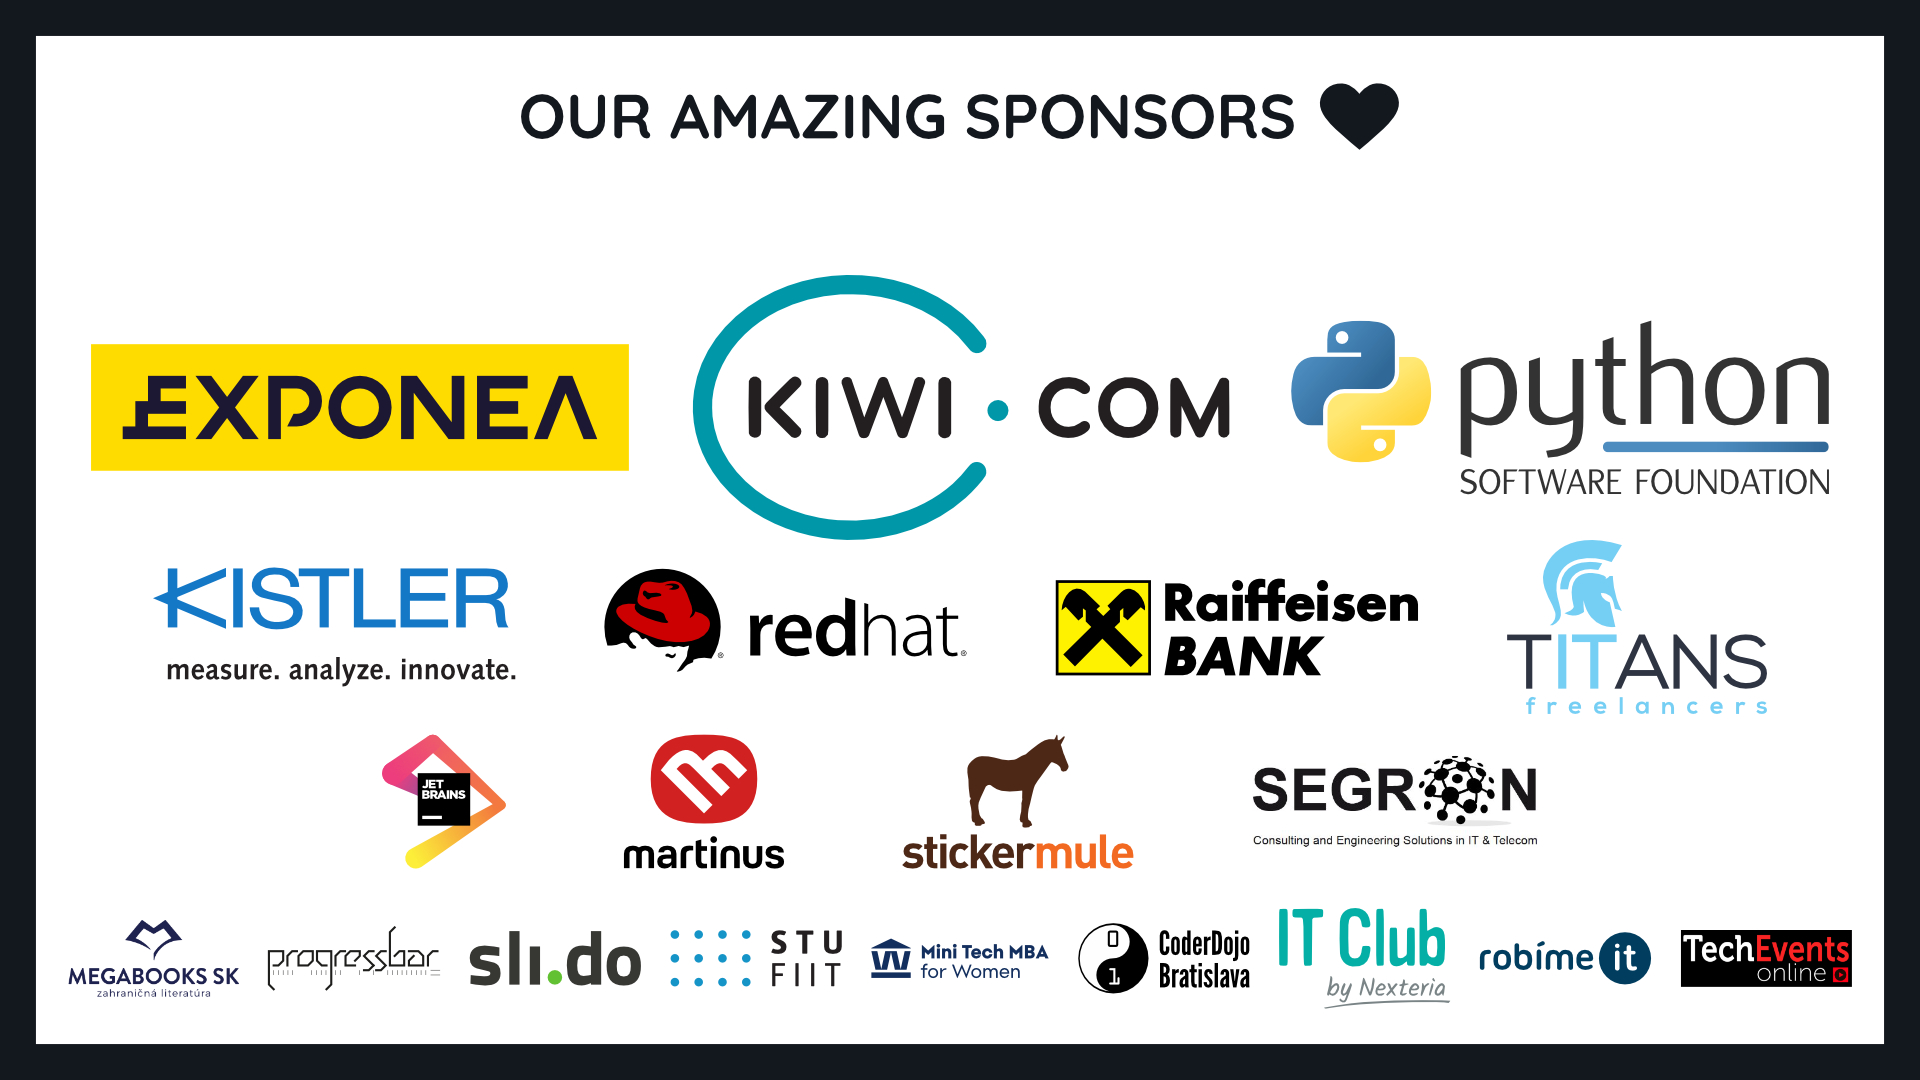 OUR AMAZING SPONSORS
EXPONEA
KIWI.COM
python
SOFTWARE FOUNDATION
KISTLER
measure. analyze. innovate.
redhat®
Raiffeisen
BANK
TITANS
freelancers
JET
BRAINS
martinus
stickermule
SEGRON
Consulting and Engineering Solutions in IT & Telecom
MEGABOOKS SK
zahraničná literatúra
progressbar
sli.do
STU
FIIT
Mini Tech MBA
for Women
0
1
CoderDojo
Bratislava
IT Club
by Nexteria
robíme it
TechEvents
online